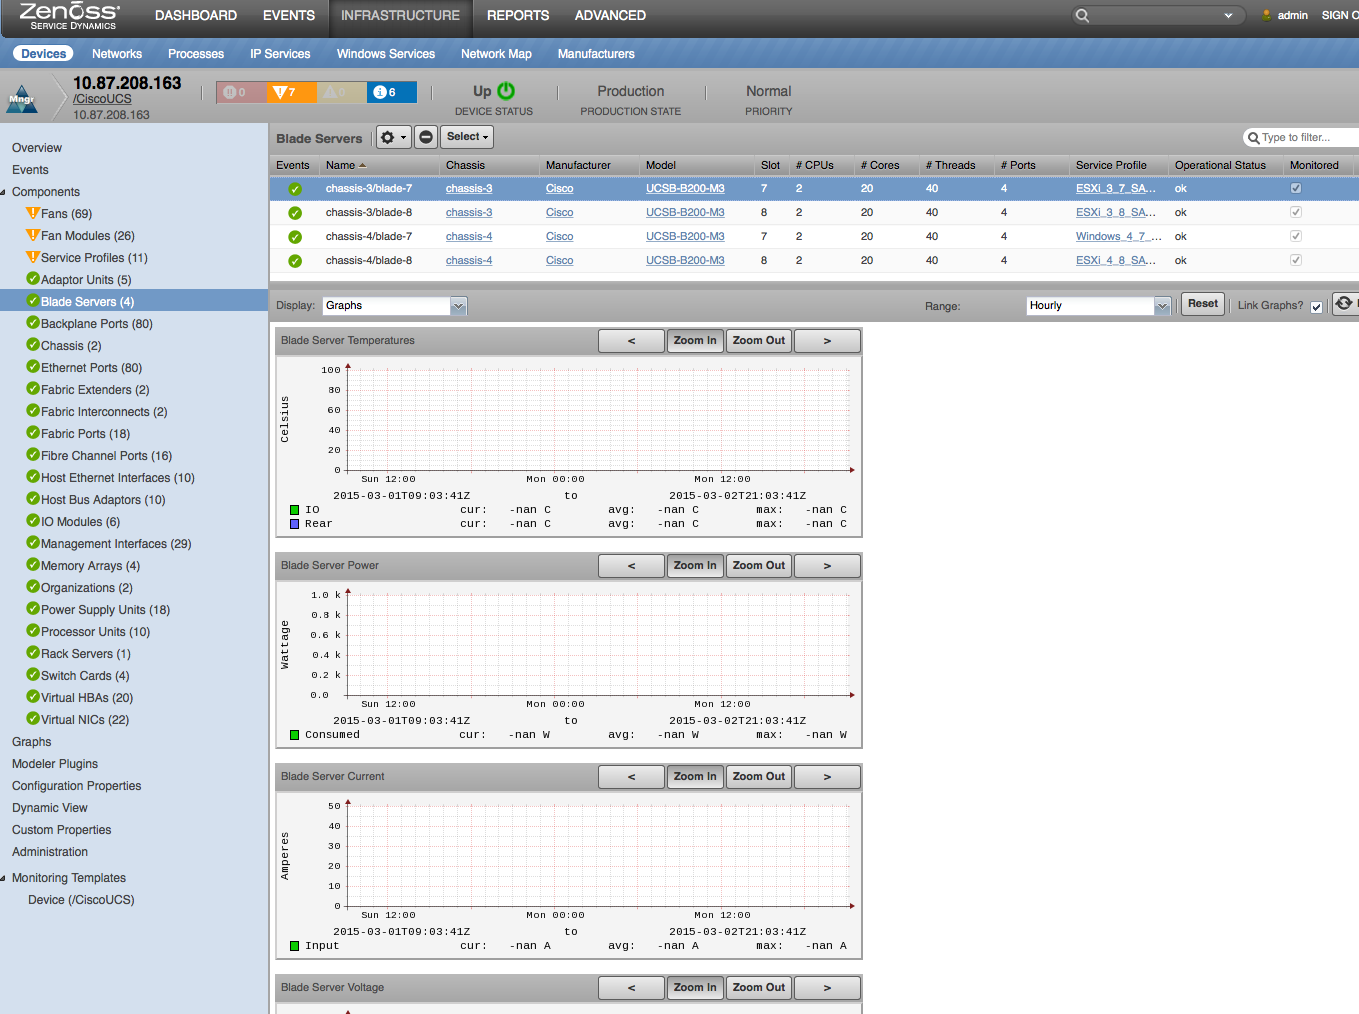 Zenoss DASHBOARD EVENTS INFRASTRUCTURE REPORTS ADVANCED admin SIGN O
SERVICE DYNAMICS
Devices Networks Processes IP Services Windows Services Network Map Manufacturers
Mngr
10.87.208.163
/CiscoUCS
10.87.208.163
0 7 0 6
Up
DEVICE STATUS
Production
PRODUCTION STATE
Normal
PRIORITY
Overview
Events
Components
Fans (69)
Fan Modules (26)
Service Profiles (11)
Adaptor Units (5)
Blade Servers (4)
Backplane Ports (80)
Chassis (2)
Ethernet Ports (80)
Fabric Extenders (2)
Fabric Interconnects (2)
Fabric Ports (18)
Fibre Channel Ports (16)
Host Ethernet Interfaces (10)
Host Bus Adaptors (10)
IO Modules (6)
Management Interfaces (29)
Memory Arrays (4)
Organizations (2)
Power Supply Units (18)
Processor Units (10)
Rack Servers (1)
Switch Cards (4)
Virtual HBAs (20)
Virtual NICs (22)
Graphs
Modeler Plugins
Configuration Properties
Dynamic View
Custom Properties
Administration
Monitoring Templates
Device (/CiscoUCS)
Blade Servers Select Type to filter...
Events Name Chassis Manufacturer Model Slot # CPUs # Cores # Threads # Ports Service Profile Operational Status Monitored
chassis-3/blade-7 chassis-3 Cisco UCSB-B200-M3 7 2 20 40 4 ESXi_3_7_SA... ok
chassis-3/blade-8 chassis-3 Cisco UCSB-B200-M3 8 2 20 40 4 ESXi_3_8_SA... ok
chassis-4/blade-7 chassis-4 Cisco UCSB-B200-M3 7 2 20 40 4 Windows_4_7_... ok
chassis-4/blade-8 chassis-4 Cisco UCSB-B200-M3 8 2 20 40 4 ESXi_4_8_SA... ok
Display: Graphs Range: Hourly Reset Link Graphs?
Blade Server Temperatures < Zoom In Zoom Out >
Celsius
100
80
60
40
20
0
Sun 12:00 Mon 00:00 Mon 12:00
2015-03-01T09:03:41Z to 2015-03-02T21:03:41Z
IO cur: -nan C avg: -nan C max: -nan C
Rear cur: -nan C avg: -nan C max: -nan C
Blade Server Power < Zoom In Zoom Out >
Wattage
1.0 k
0.8 k
0.6 k
0.4 k
0.2 k
0.0
Sun 12:00 Mon 00:00 Mon 12:00
2015-03-01T09:03:41Z to 2015-03-02T21:03:41Z
Consumed cur: -nan W avg: -nan W max: -nan W
Blade Server Current < Zoom In Zoom Out >
Amperes
50
40
30
20
10
0
Sun 12:00 Mon 00:00 Mon 12:00
2015-03-01T09:03:41Z to 2015-03-02T21:03:41Z
Input cur: -nan A avg: -nan A max: -nan A
Blade Server Voltage < Zoom In Zoom Out >